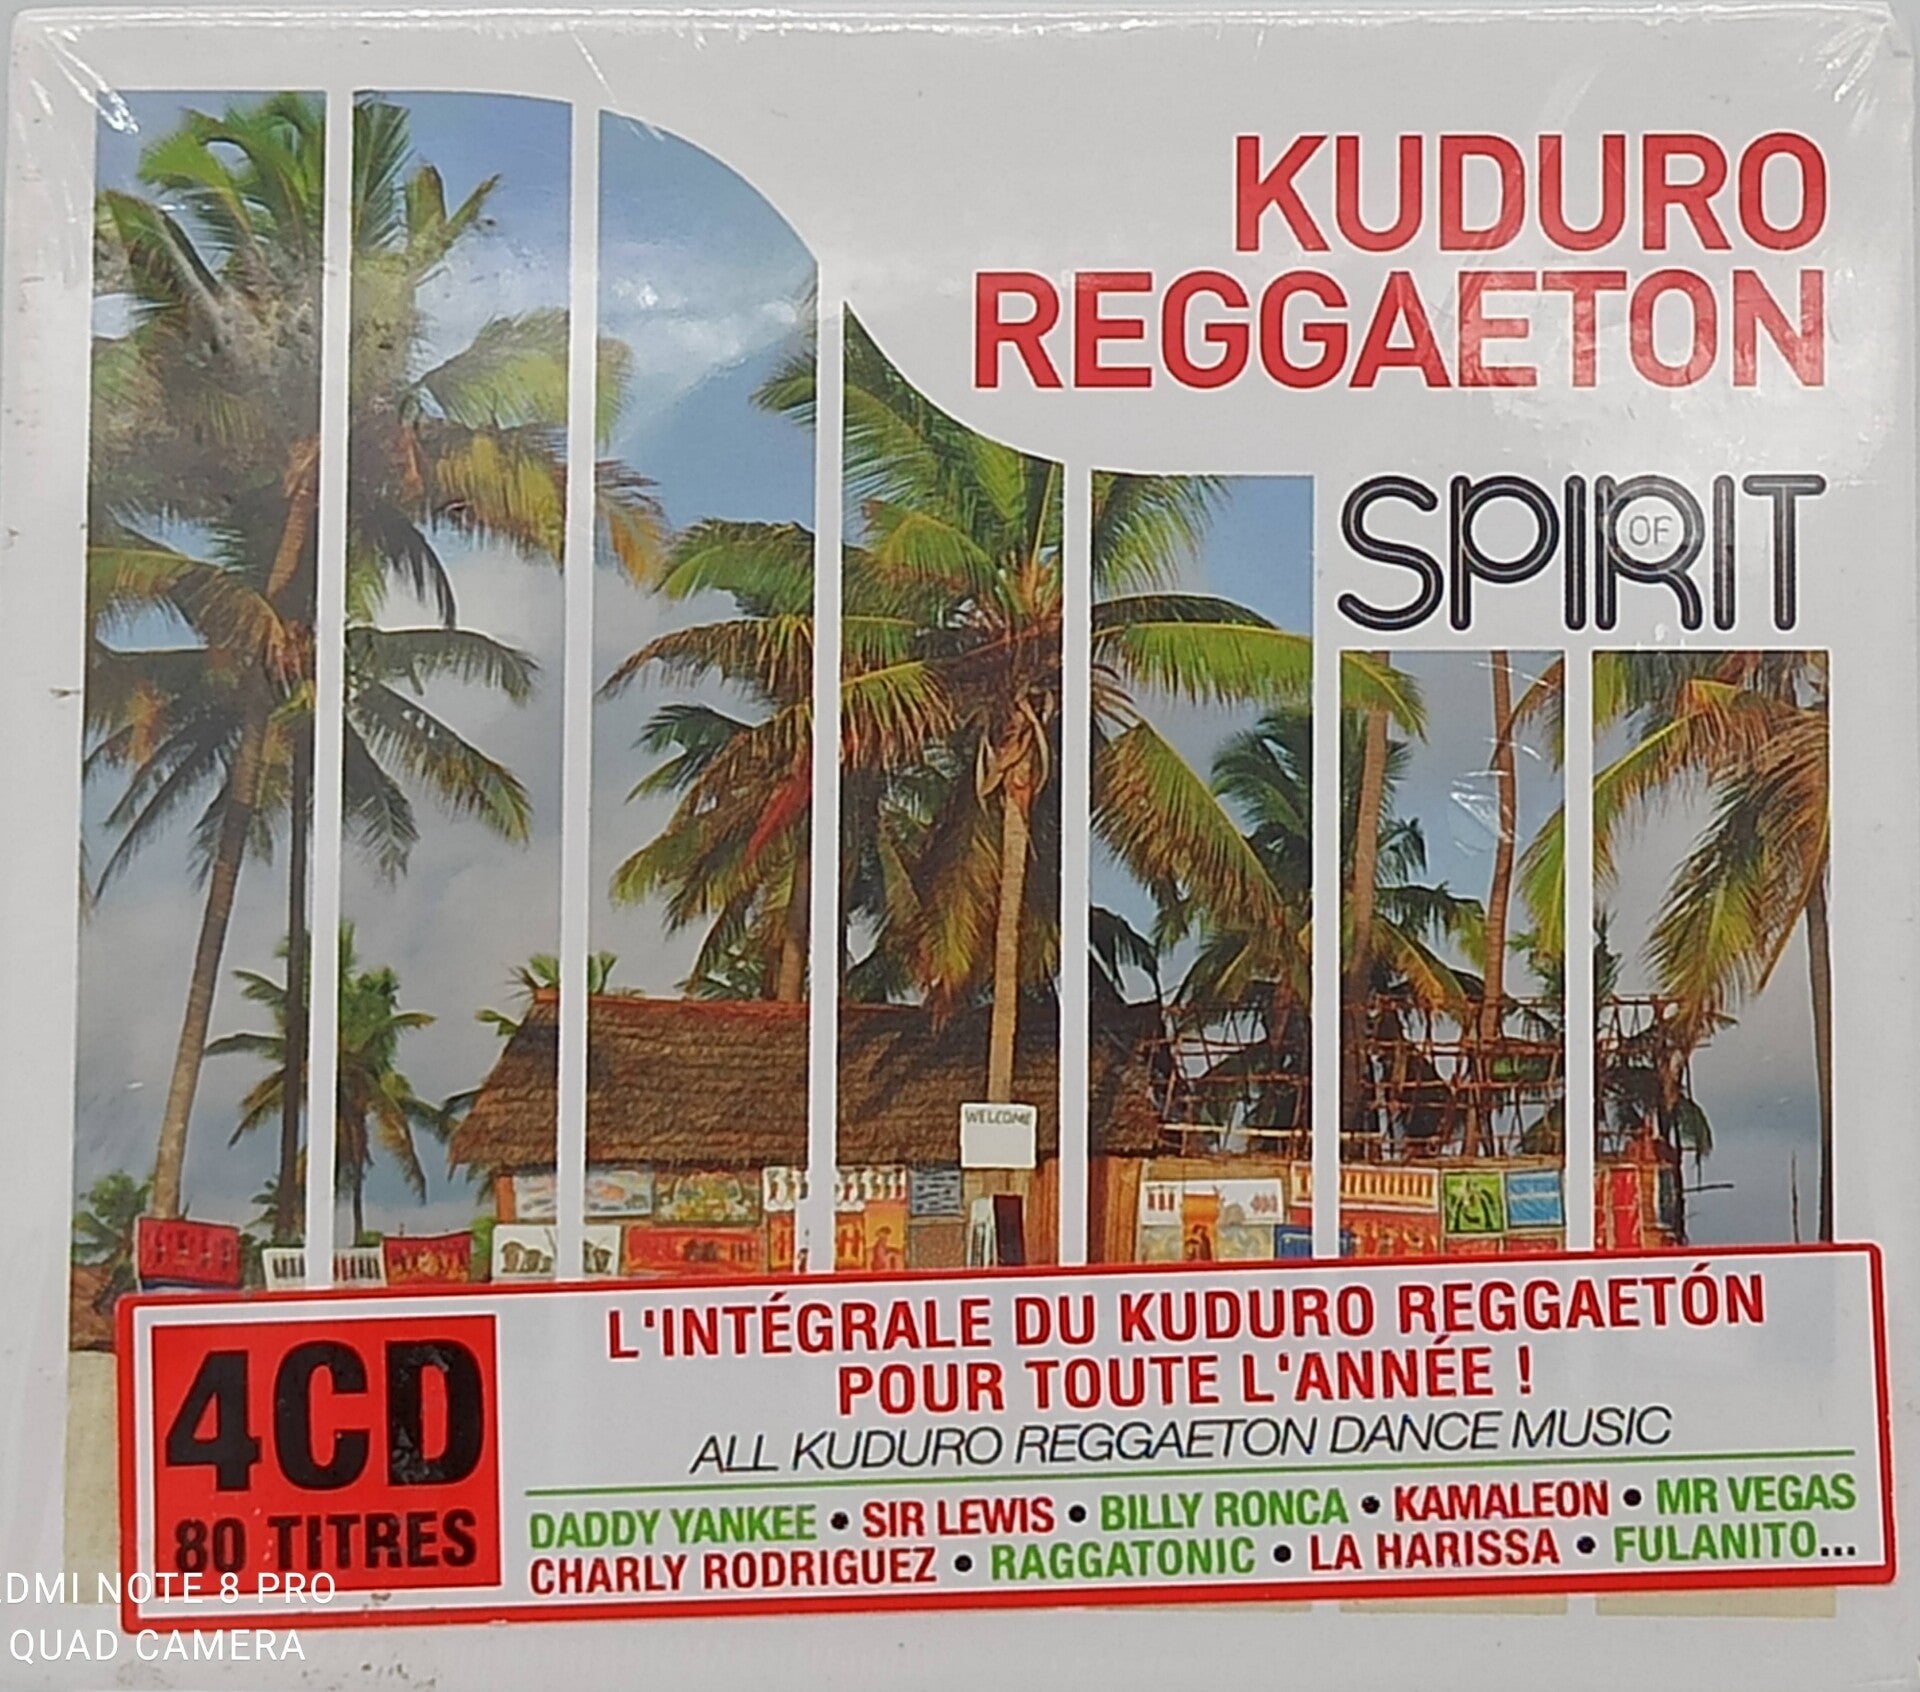 KUDURO
REGGAETON
SPIRIT
OF
WELCOME
4CD
80 TITRES
L'INTÉGRALE DU KUDURO REGGAETÓN
POUR TOUTE L'ANNÉE !
ALL KUDURO REGGAETON DANCE MUSIC
DADDY YANKEE • SIR LEWIS • BILLY RONCA • KAMALEON • MR VEGAS
CHARLY RODRIGUEZ • RAGGATONIC • LA HARISSA • FULANITO...
EDMI NOTE 8 PRO
QUAD CAMERA